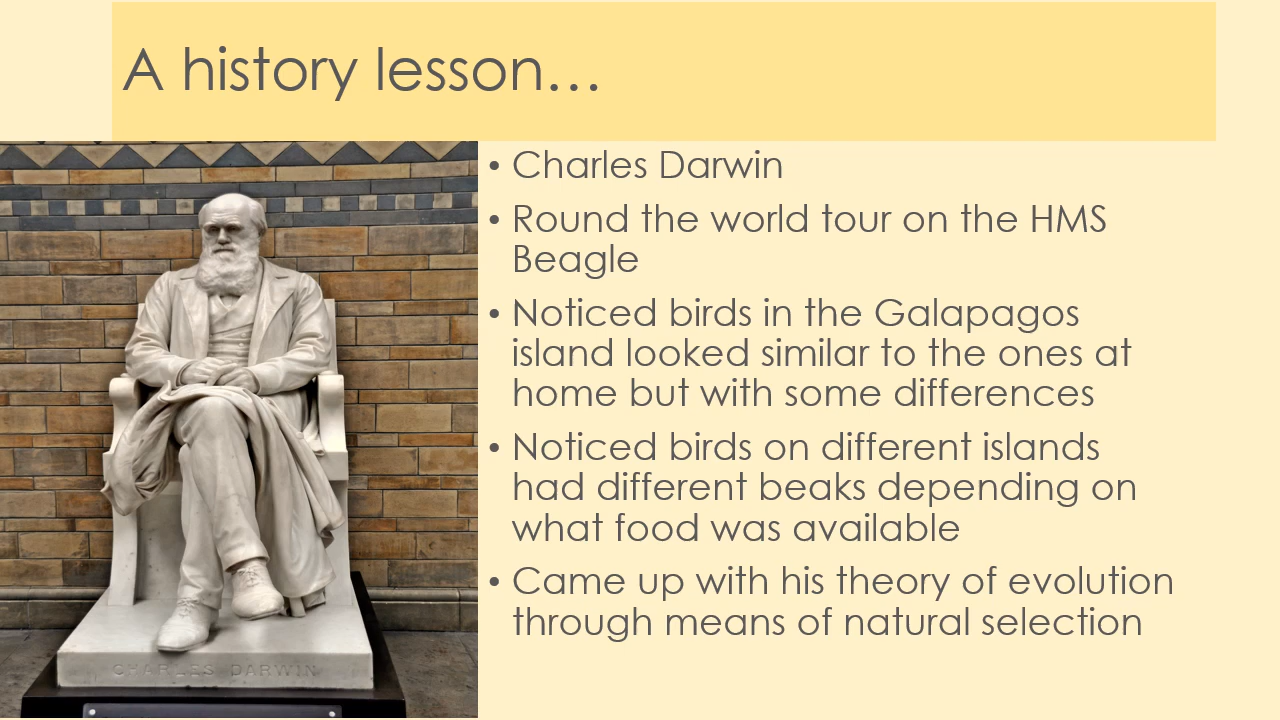 A history lesson…
• Charles Darwin
• Round the world tour on the HMS
Beagle
• Noticed birds in the Galapagos
island looked similar to the ones at
home but with some differences
• Noticed birds on different islands
had different beaks depending on
what food was available
• Came up with his theory of evolution
through means of natural selection
CHARLES DARWIN